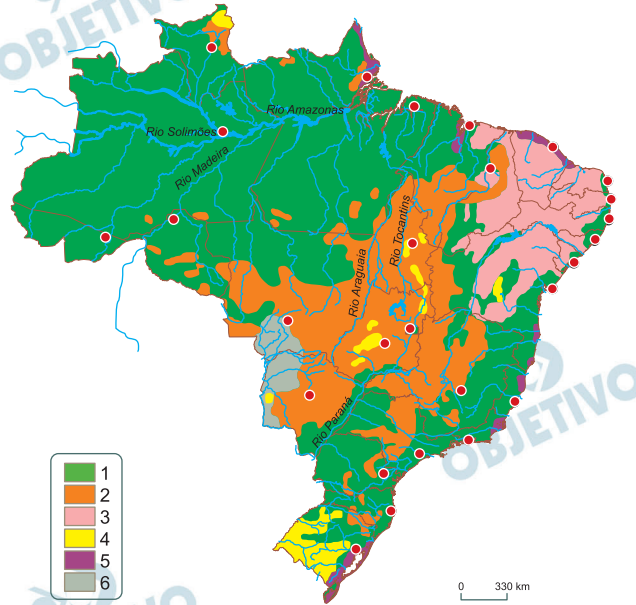 OBJETIVO
Rio Amazonas
Rio Solimões
Rio Madeira
Rio Tocantins
Rio Araguaia
Rio Paraná
OBJETIVO
1
2
3
4
5
6
0 330 km